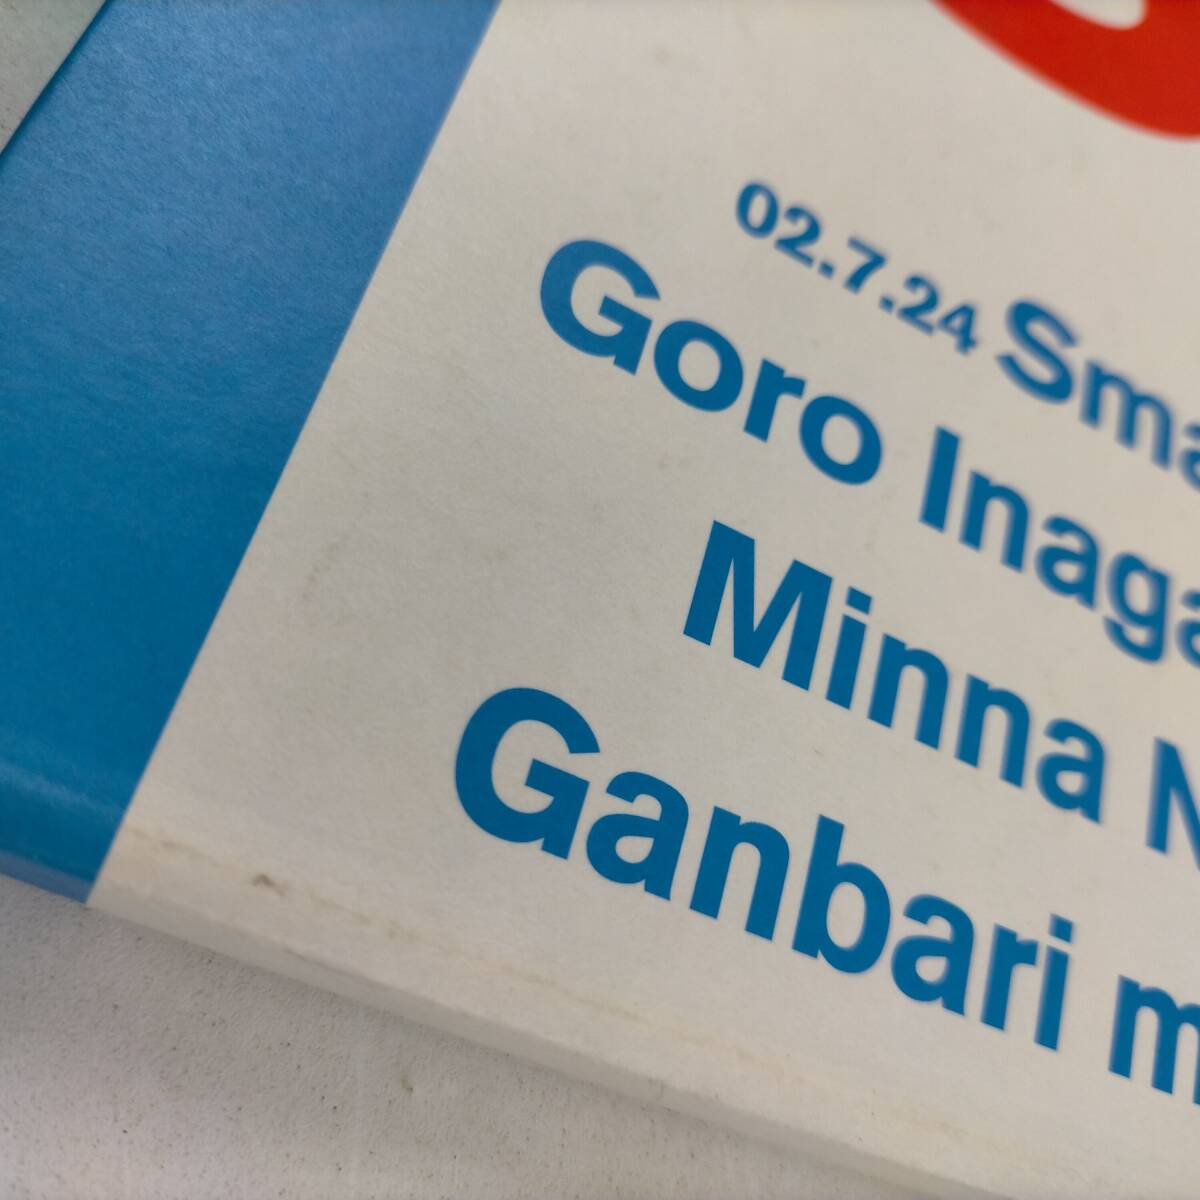 02.7.24 Sma
Goro Inaga
Minna N
Ganbari m